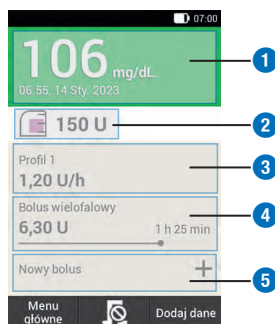 07:00
106 mg/dL
06:55, 14 Sty. 2023
1
150 U
2
Profil 1
1,20 U/h
3
Bolus wielofalowy
6,30 U
1 h 25 min
4
Nowy bolus
5
Menu
główne
Dodaj dane